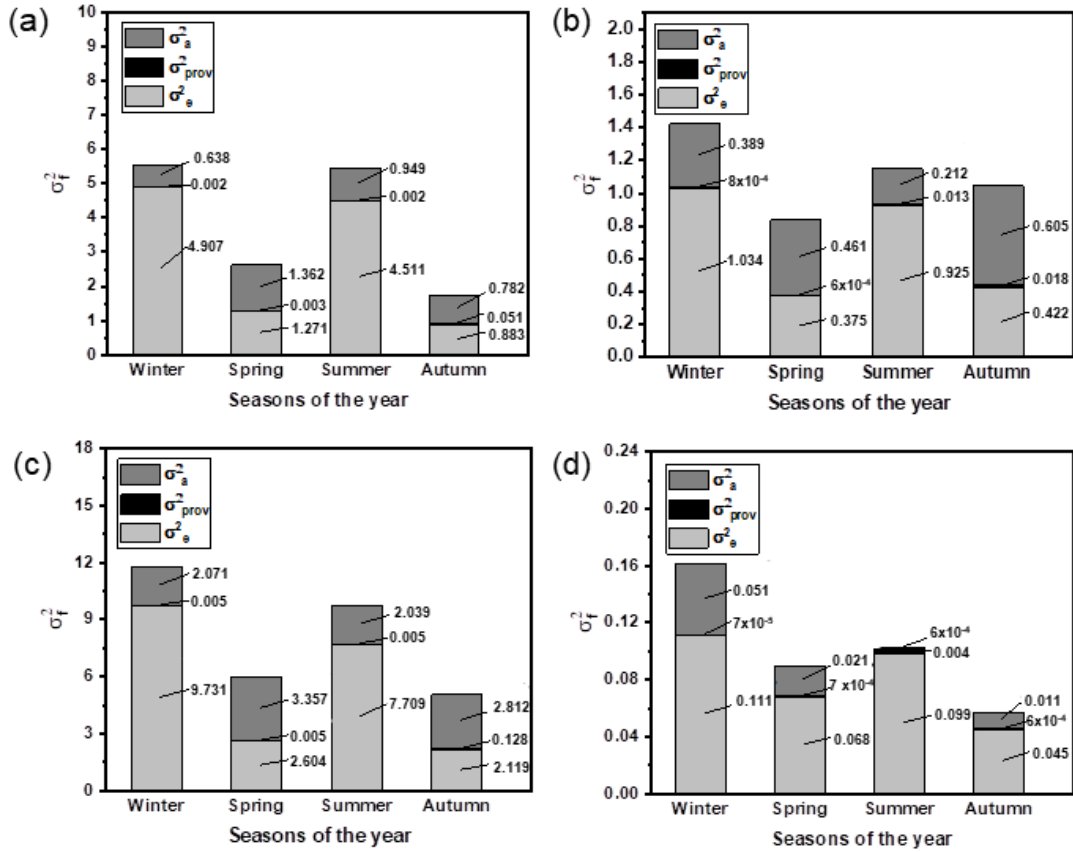 (a)
10
9
8
7
6
5
4
3
2
1
0
σ²f
σ²a
σ²prov
σ²e
0.638
0.002
4.907
1.362
0.003
1.271
0.949
0.002
4.511
0.782
0.051
0.883
Winter Spring Summer Autumn
Seasons of the year
(b)
2.0
1.8
1.6
1.4
1.2
1.0
0.8
0.6
0.4
0.2
0.0
σ²f
σ²a
σ²prov
σ²e
0.389
8x10⁻⁴
1.034
0.461
6x10⁻⁴
0.375
0.212
0.013
0.925
0.605
0.018
0.422
Winter Spring Summer Autumn
Seasons of the year
(c)
18
15
12
9
6
3
0
σ²f
σ²a
σ²prov
σ²e
2.071
0.005
9.731
3.357
0.005
2.604
2.039
0.005
7.709
2.812
0.128
2.119
Winter Spring Summer Autumn
Seasons of the year
(d)
0.24
0.20
0.16
0.12
0.08
0.04
0.00
σ²f
σ²a
σ²prov
σ²e
0.051
7x10⁻⁵
0.111
0.021
7 x10⁻⁴
0.068
6x10⁻⁴
0.004
0.099
0.011
6x10⁻⁴
0.045
Winter Spring Summer Autumn
Seasons of the year